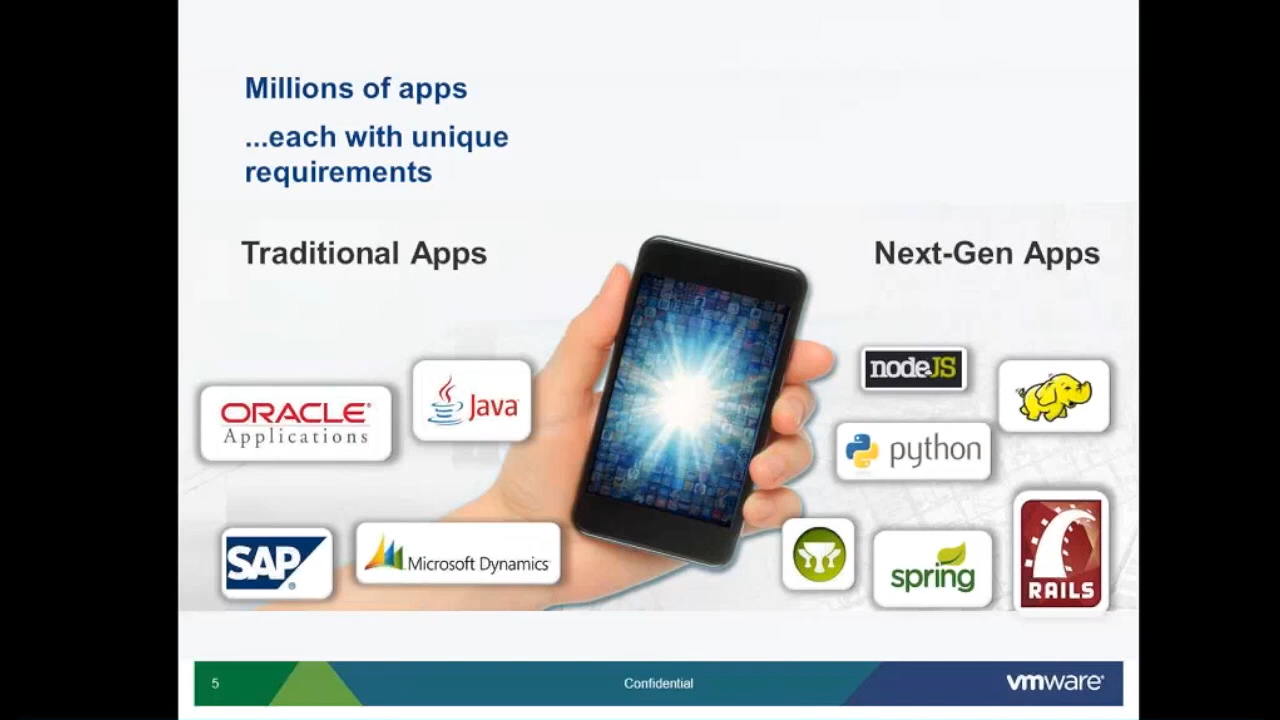 Millions of apps
...each with unique
requirements
Traditional Apps
Next-Gen Apps
ORACLE®
Applications
Java
SAP®
Microsoft Dynamics
nodeJS
python
spring
RAILS
5
Confidential
vmware®